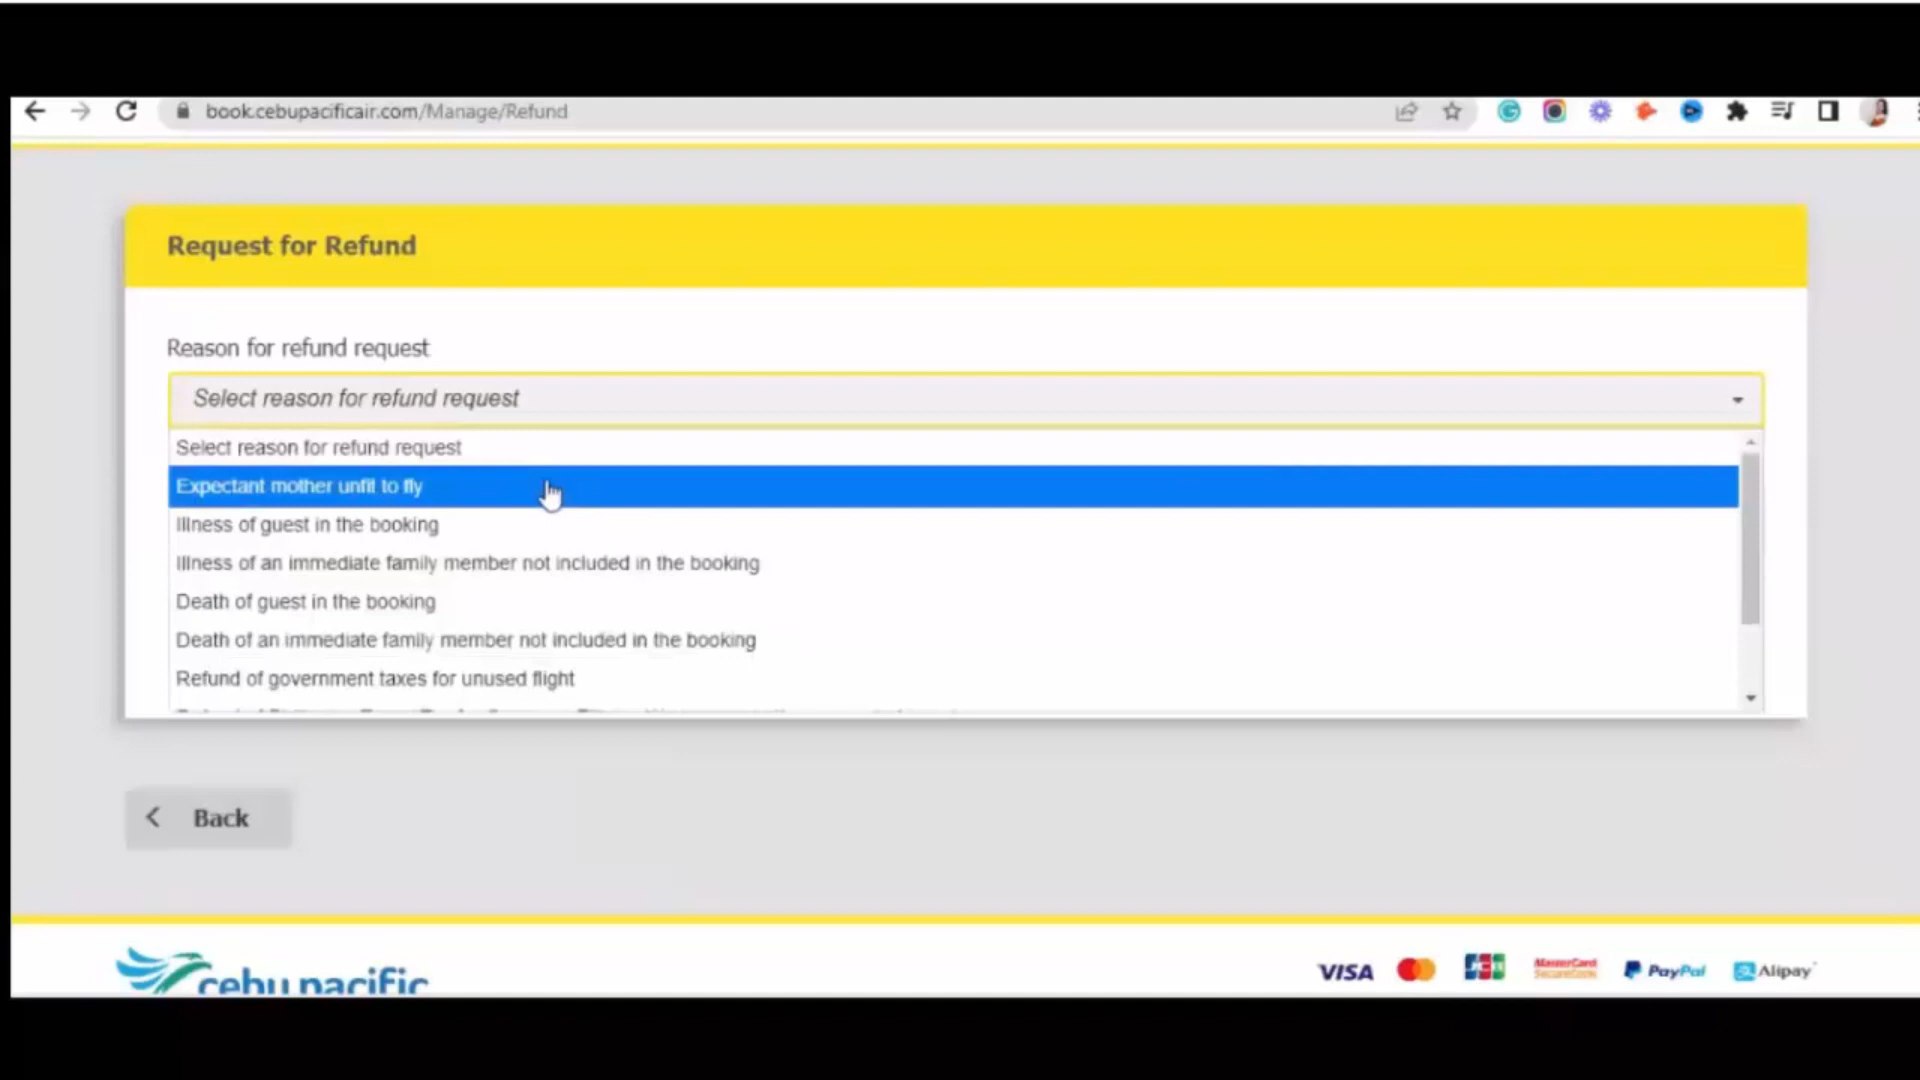 book.cebupacificair.com/Manage/Refund
Request for Refund
Reason for refund request
Select reason for refund request
Select reason for refund request
Expectant mother unfit to fly
Illness of guest in the booking
Illness of an immediate family member not included in the booking
Death of guest in the booking
Death of an immediate family member not included in the booking
Refund of government taxes for unused flight
Back
cebu pacific
VISA
JCB
MasterCard
SecureCode
PayPal
Alipay